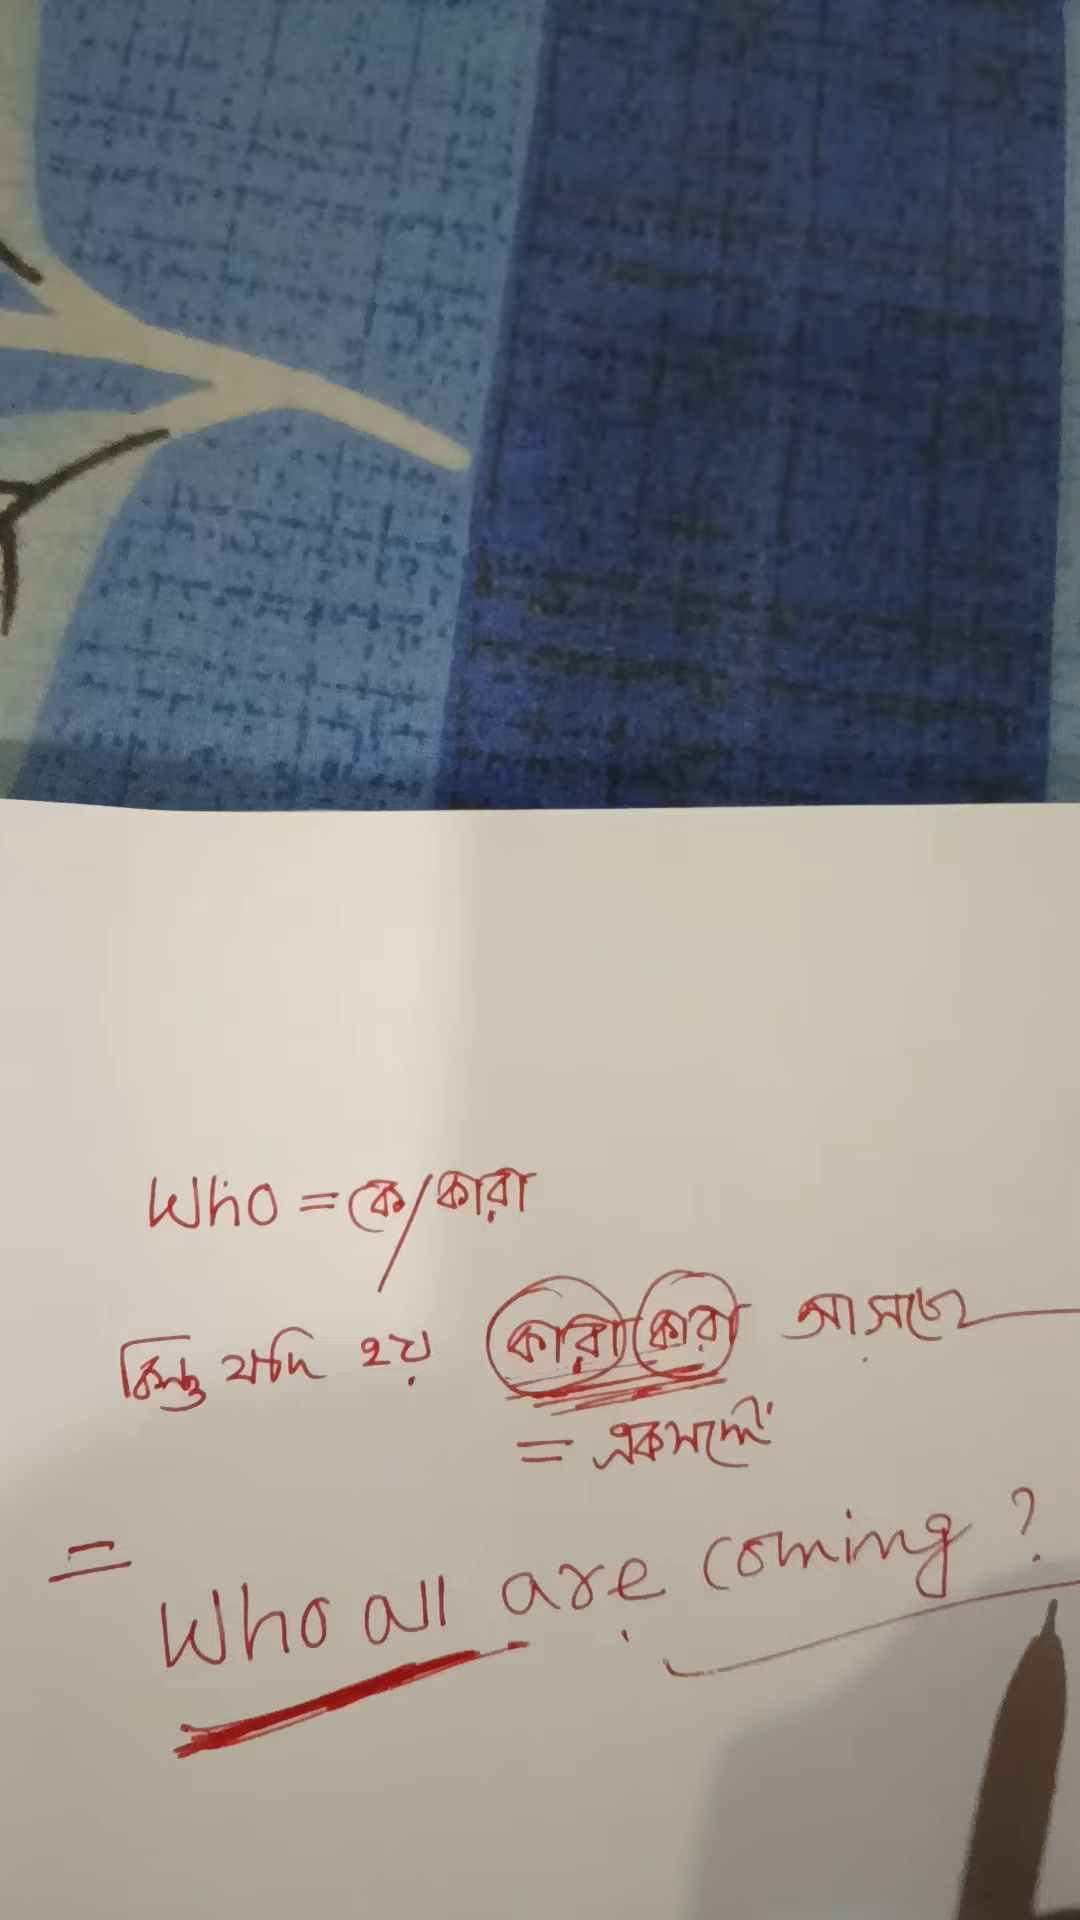 Who = কে/কারা
কিন্তু যদি হয় কারা কারা আসছে
= একসঙ্গে
=
Who all are coming?